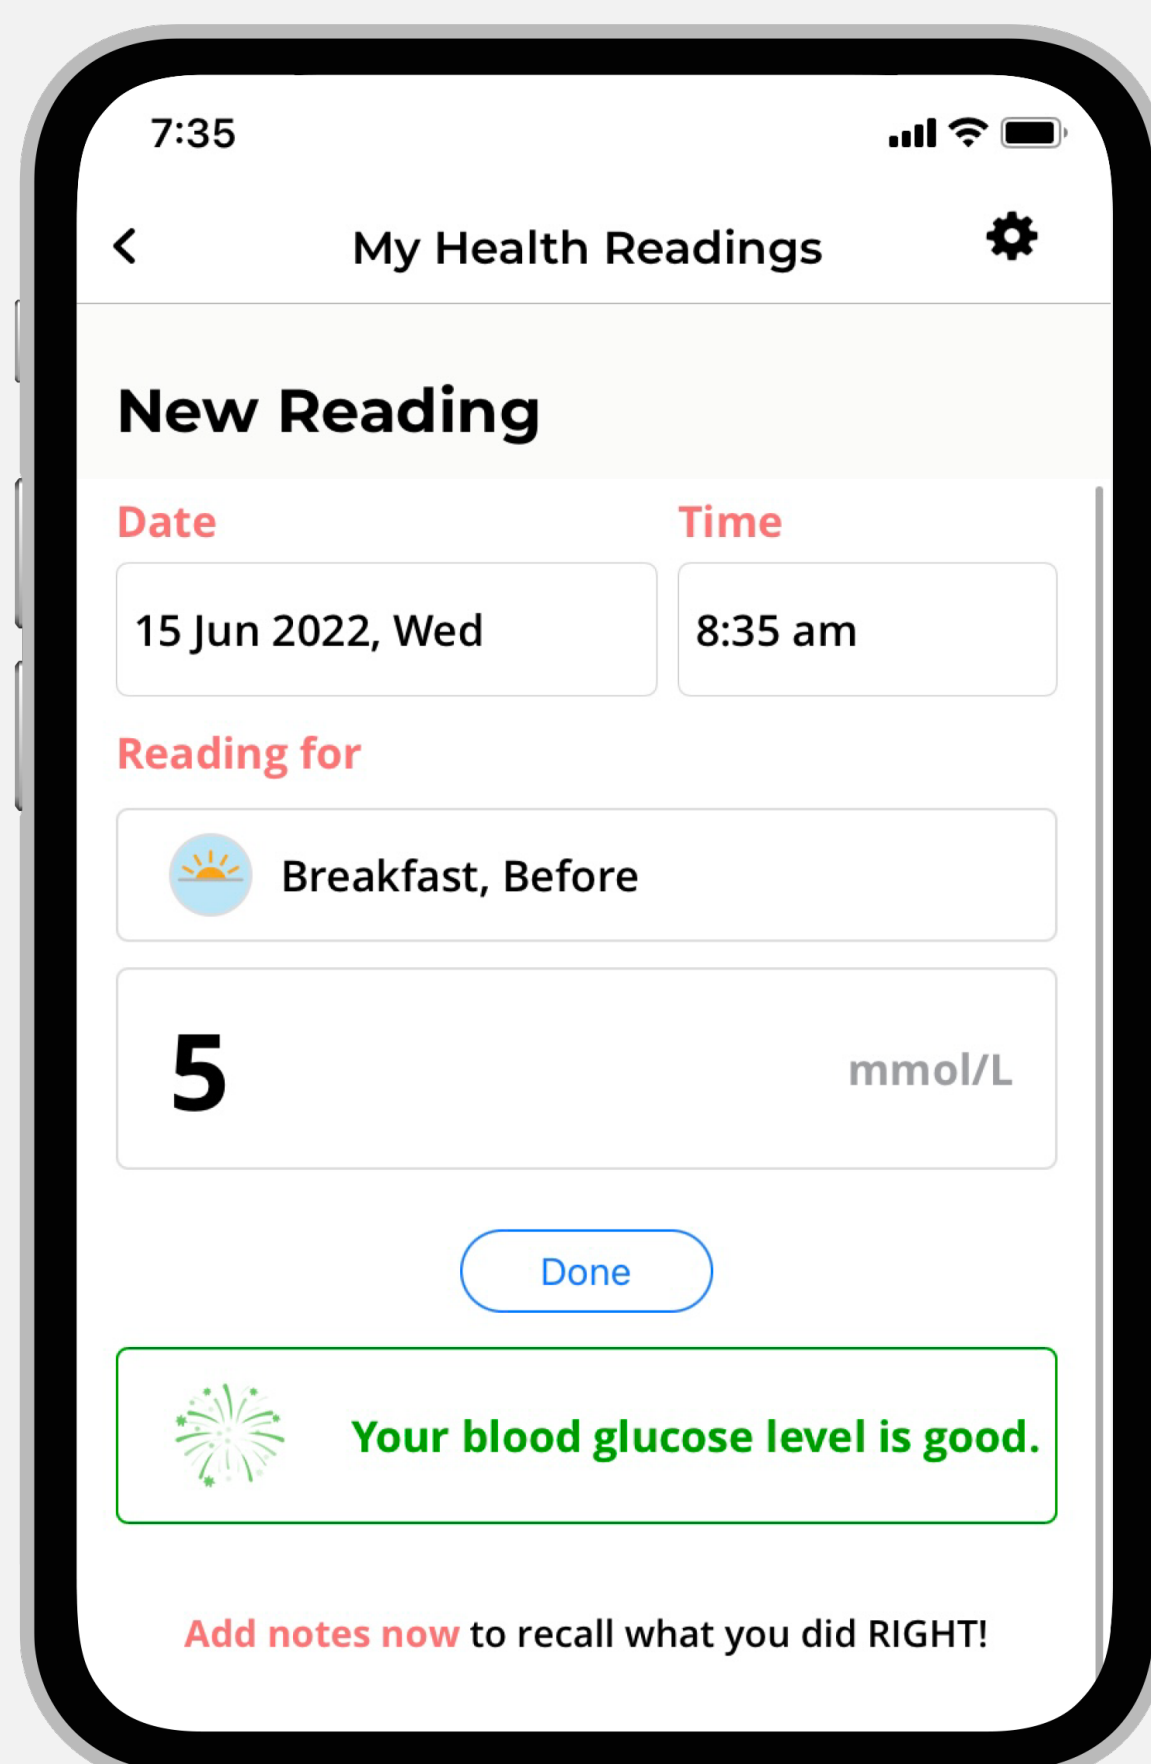 7:35
My Health Readings
New Reading
Date
Time
15 Jun 2022, Wed
8:35 am
Reading for
Breakfast, Before
5
mmol/L
Done
Your blood glucose level is good.
Add notes now to recall what you did RIGHT!